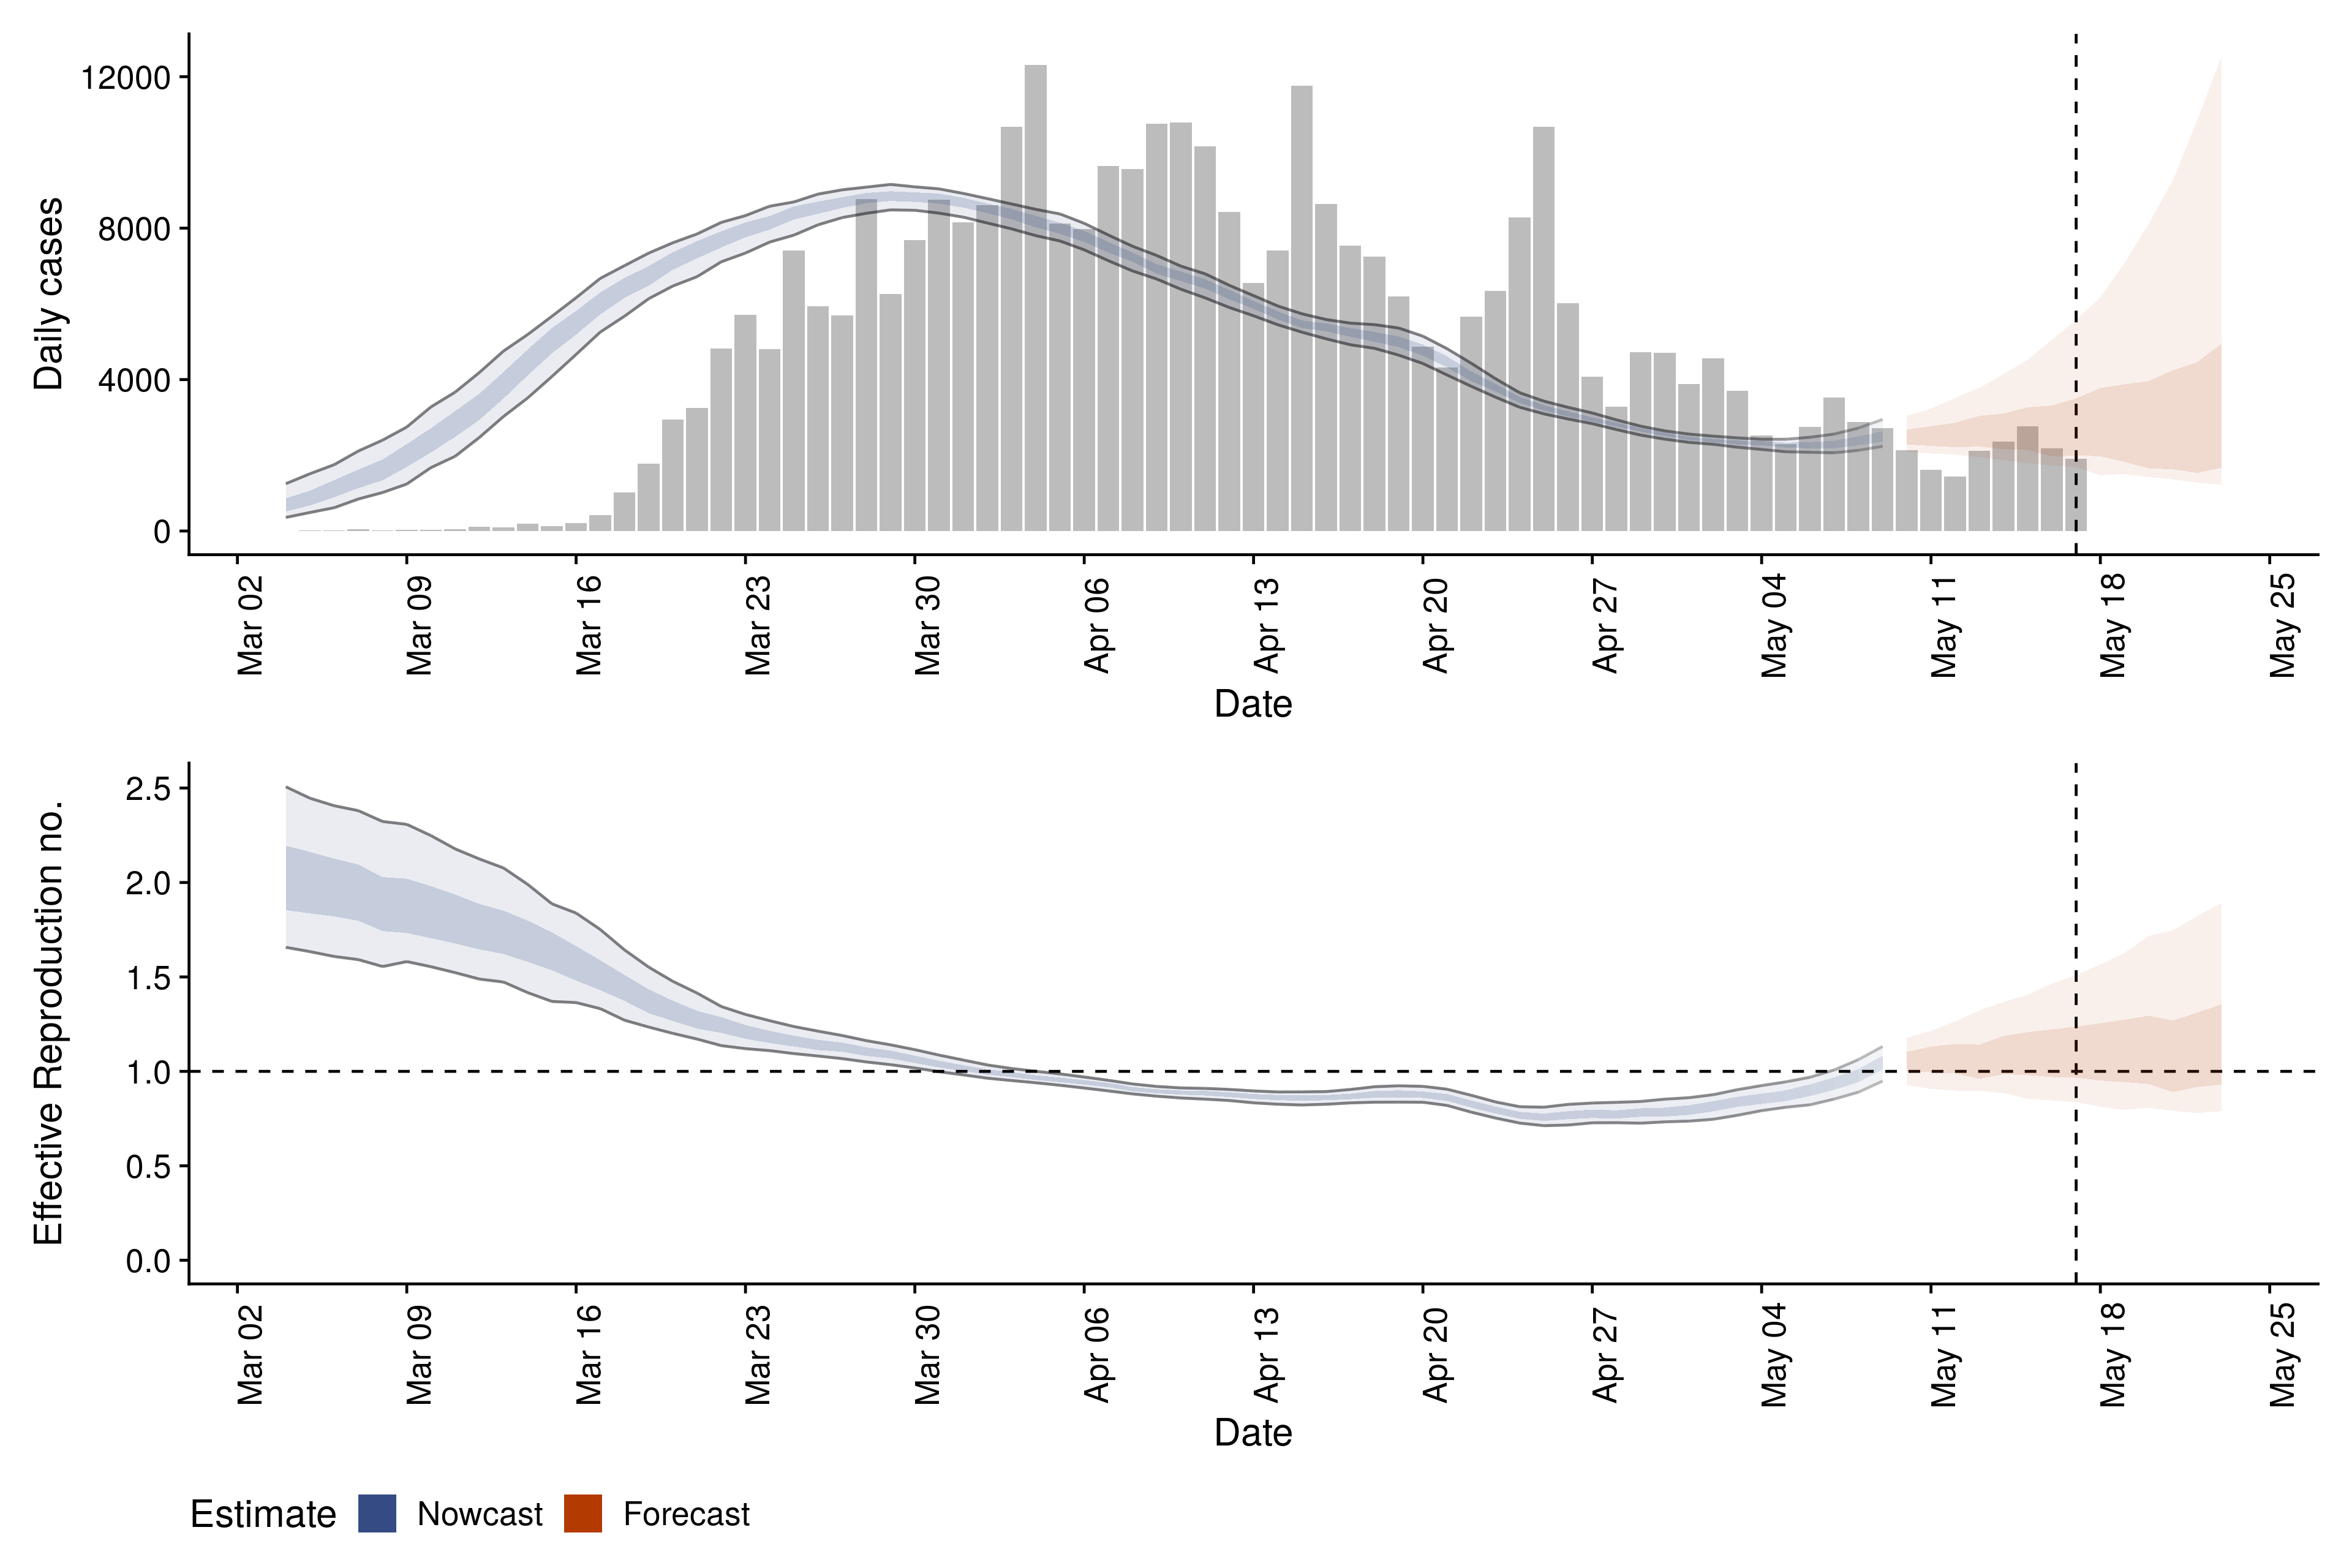 Daily cases
12000
8000
4000
0
Mar 02
Mar 09
Mar 16
Mar 23
Mar 30
Apr 06
Apr 13
Apr 20
Apr 27
May 04
May 11
May 18
May 25
Date
Effective Reproduction no.
2.5
2.0
1.5
1.0
0.5
0.0
Mar 02
Mar 09
Mar 16
Mar 23
Mar 30
Apr 06
Apr 13
Apr 20
Apr 27
May 04
May 11
May 18
May 25
Date
Estimate Nowcast Forecast